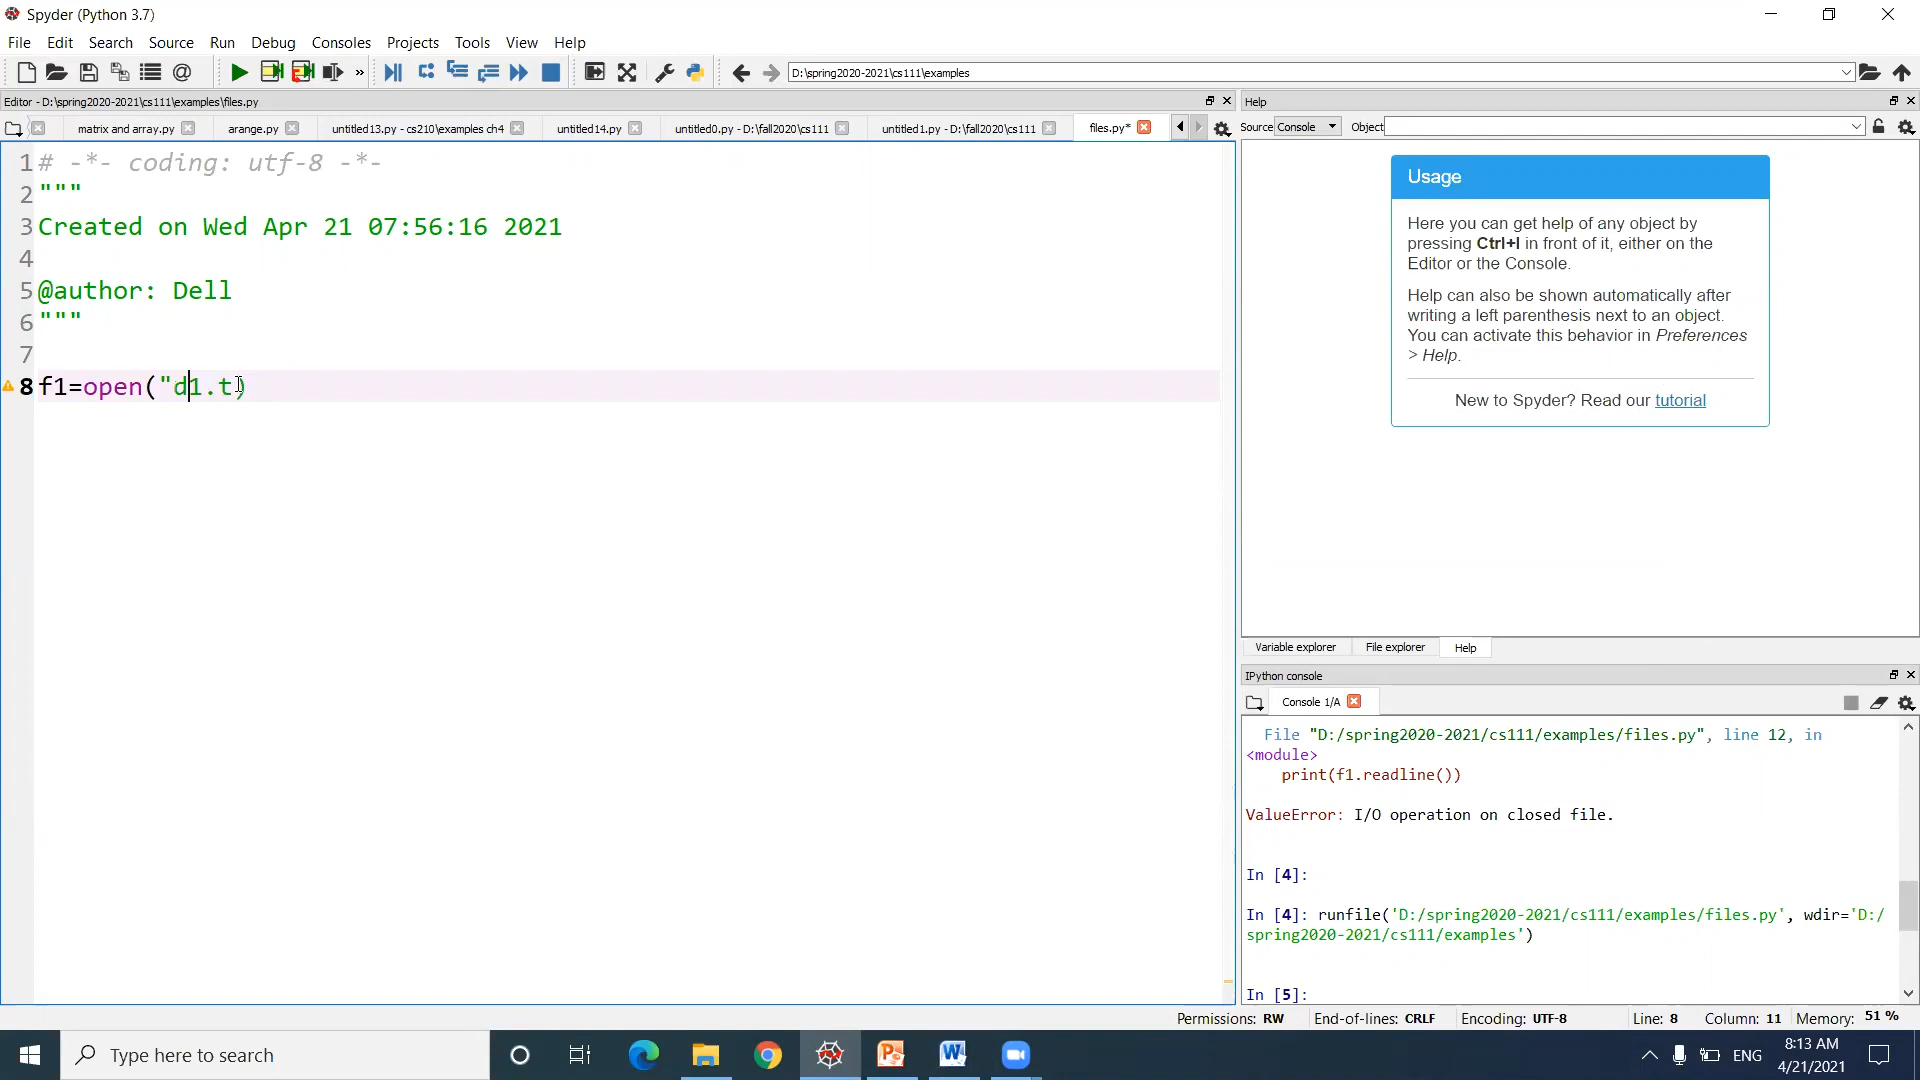 Spyder (Python 3.7)
File Edit Search Source Run Debug Consoles Projects Tools View Help
D:\spring2020-2021\cs111\examples
Editor - D:\spring2020-2021\cs111\examples\files.py
Help
matrix and array.py arange.py untitled13.py - cs210\examples ch4 untitled14.py untitled0.py - D:\fall2020\cs111 untitled1.py - D:\fall2020\cs111 files.py*
Source Console Object
1 # -*- coding: utf-8 -*-
2 """
3 Created on Wed Apr 21 07:56:16 2021
4
5 @author: Dell
6 """
7
8 f1=open("d1.t)
Usage
Here you can get help of any object by
pressing Ctrl+I in front of it, either on the
Editor or the Console.
Help can also be shown automatically after
writing a left parenthesis next to an object.
You can activate this behavior in Preferences
> Help.
New to Spyder? Read our tutorial
Variable explorer File explorer Help
IPython console
Console 1/A
File "D:/spring2020-2021/cs111/examples/files.py", line 12, in
<module>
print(f1.readline())
ValueError: I/O operation on closed file.
In [4]:
In [4]: runfile('D:/spring2020-2021/cs111/examples/files.py', wdir='D:/
spring2020-2021/cs111/examples')
In [5]:
Permissions: RW End-of-lines: CRLF Encoding: UTF-8 Line: 8 Column: 11 Memory: 51 %
Type here to search
ENG
8:13 AM
4/21/2021